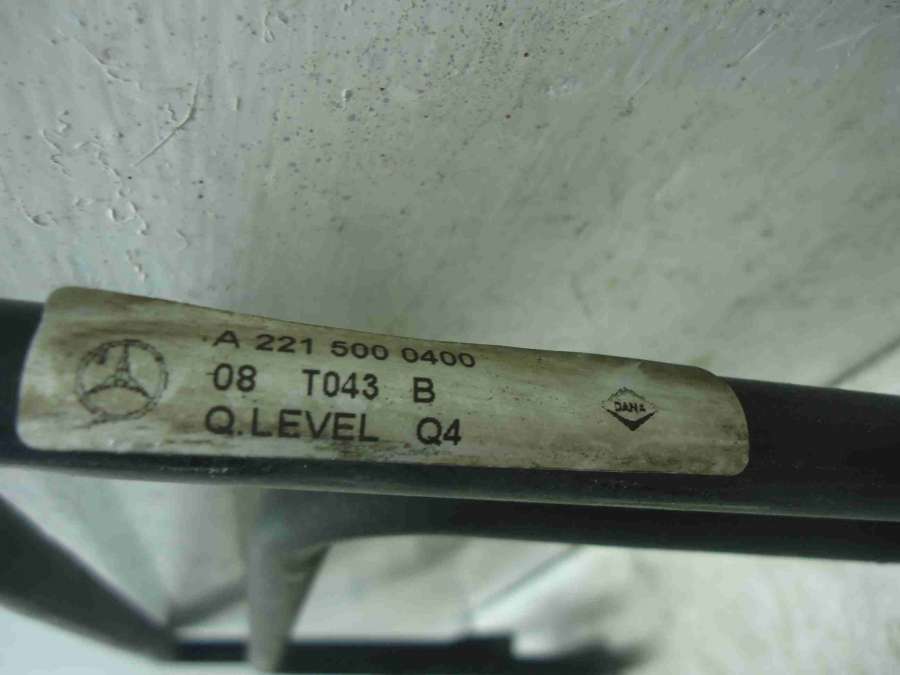 A 221 500 0400
08 T043 B
Q.LEVEL Q4
DANA